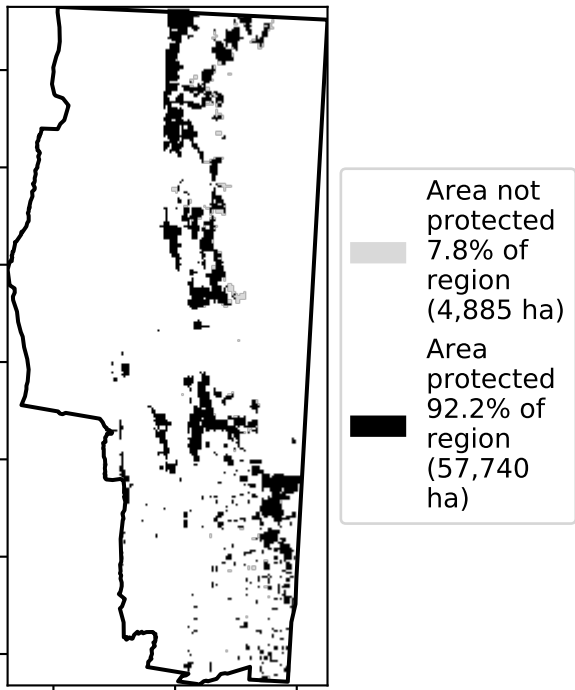 Area not
protected
7.8% of
region
(4,885 ha)
Area
protected
92.2% of
region
(57,740
ha)